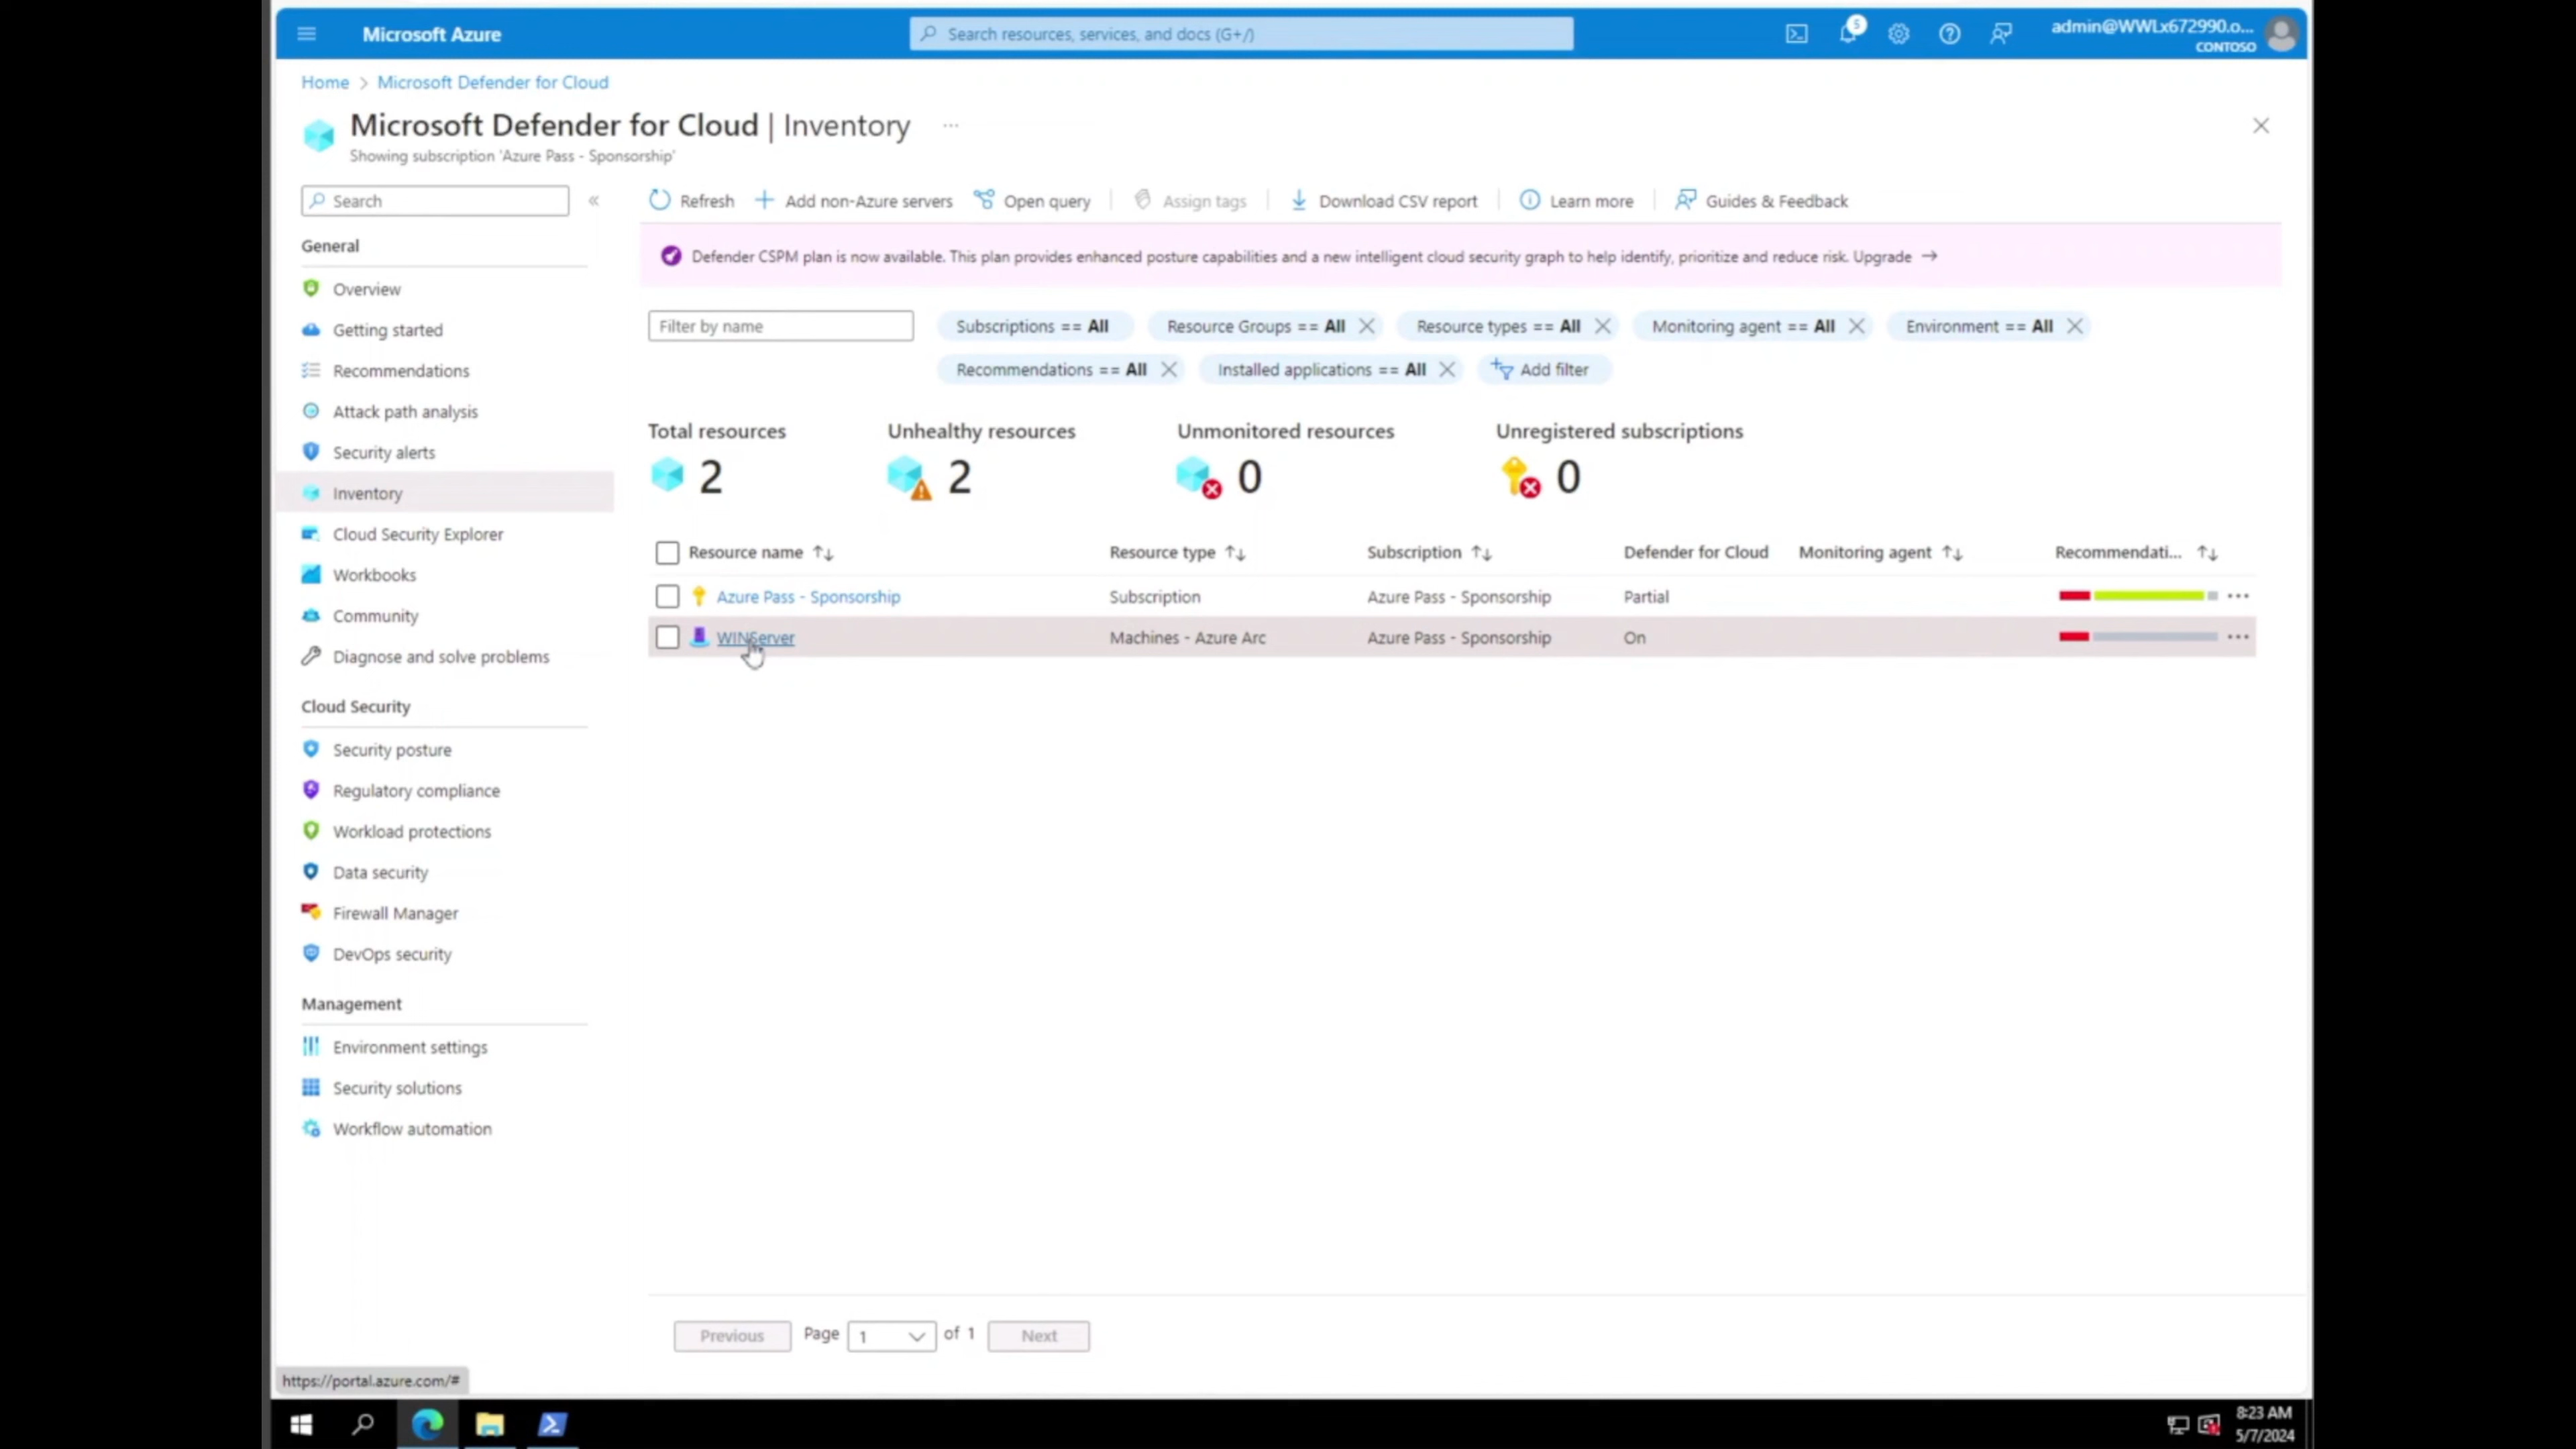 Microsoft Azure
Search resources, services, and docs (G+/)
5
admin@WWLx672990.o...
CONTOSO
Home > Microsoft Defender for Cloud
Microsoft Defender for Cloud | Inventory ...
Showing subscription 'Azure Pass - Sponsorship'
Search
«
General
Overview
Getting started
Recommendations
Attack path analysis
Security alerts
Inventory
Cloud Security Explorer
Workbooks
Community
Diagnose and solve problems
Cloud Security
Security posture
Regulatory compliance
Workload protections
Data security
Firewall Manager
DevOps security
Management
Environment settings
Security solutions
Workflow automation
Refresh
Add non-Azure servers
Open query
Assign tags
Download CSV report
Learn more
Guides & Feedback
Defender CSPM plan is now available. This plan provides enhanced posture capabilities and a new intelligent cloud security graph to help identify, prioritize and reduce risk. Upgrade →
Filter by name
Subscriptions == All
Resource Groups == All
Resource types == All
Monitoring agent == All
Environment == All
Recommendations == All
Installed applications == All
Add filter
Total resources
2
Unhealthy resources
2
Unmonitored resources
0
Unregistered subscriptions
0
Resource name ↑↓ Resource type ↑↓ Subscription ↑↓ Defender for Cloud Monitoring agent ↑↓ Recommendati... ↑↓
Azure Pass - Sponsorship Subscription Azure Pass - Sponsorship Partial ...
WINServer Machines - Azure Arc Azure Pass - Sponsorship On ...
Previous Page 1 of 1 Next
https://portal.azure.com/#
8:23 AM
5/7/2024